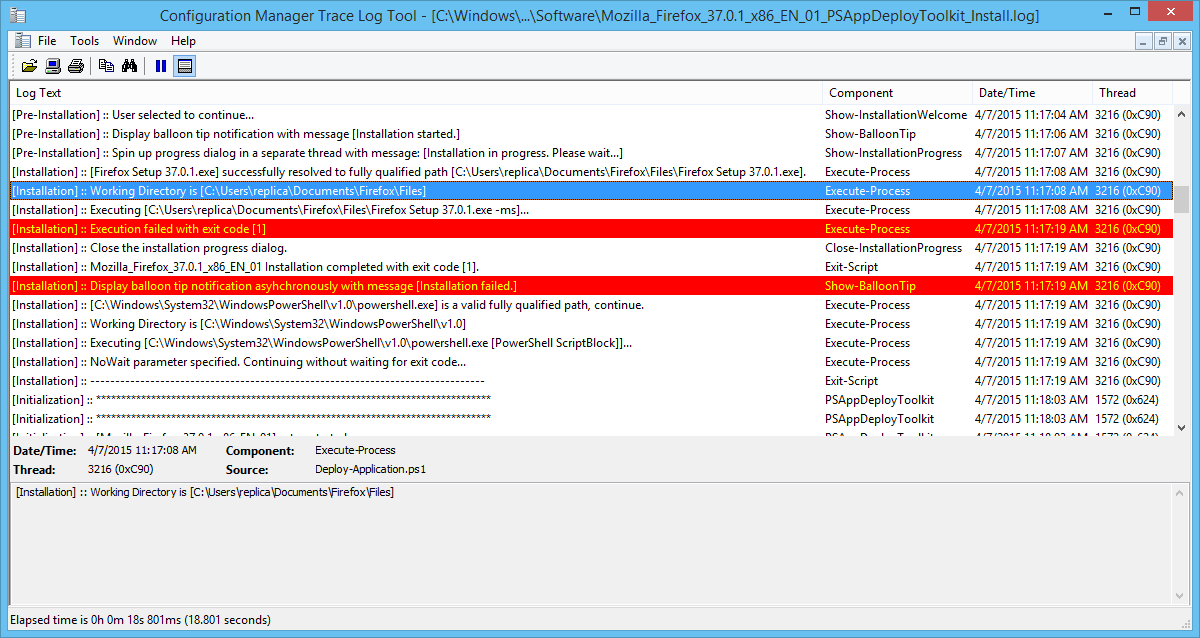 Configuration Manager Trace Log Tool - [C:\Windows\...\Software\Mozilla_Firefox_37.0.1_x86_EN_01_PSAppDeployToolkit_Install.log]
File Tools Window Help
Log Text Component Date/Time Thread
[Pre-Installation] :: User selected to continue... Show-InstallationWelcome 4/7/2015 11:17:04 AM 3216 (0xC90)
[Pre-Installation] :: Display balloon tip notification with message [Installation started.] Show-BalloonTip 4/7/2015 11:17:06 AM 3216 (0xC90)
[Pre-Installation] :: Spin up progress dialog in a separate thread with message: [Installation in progress. Please wait...] Show-InstallationProgress 4/7/2015 11:17:07 AM 3216 (0xC90)
[Installation] :: [Firefox Setup 37.0.1.exe] successfully resolved to fully qualified path [C:\Users\replica\Documents\Firefox\Files\Firefox Setup 37.0.1.exe]. Execute-Process 4/7/2015 11:17:08 AM 3216 (0xC90)
[Installation] :: Working Directory is [C:\Users\replica\Documents\Firefox\Files] Execute-Process 4/7/2015 11:17:08 AM 3216 (0xC90)
[Installation] :: Executing [C:\Users\replica\Documents\Firefox\Files\Firefox Setup 37.0.1.exe -ms]... Execute-Process 4/7/2015 11:17:08 AM 3216 (0xC90)
[Installation] :: Execution failed with exit code [1] Execute-Process 4/7/2015 11:17:19 AM 3216 (0xC90)
[Installation] :: Close the installation progress dialog. Close-InstallationProgress 4/7/2015 11:17:19 AM 3216 (0xC90)
[Installation] :: Mozilla_Firefox_37.0.1_x86_EN_01 Installation completed with exit code [1]. Exit-Script 4/7/2015 11:17:19 AM 3216 (0xC90)
[Installation] :: Display balloon tip notification asyhchronously with message [Installation failed.] Show-BalloonTip 4/7/2015 11:17:19 AM 3216 (0xC90)
[Installation] :: [C:\Windows\System32\WindowsPowerShell\v1.0\powershell.exe] is a valid fully qualified path, continue. Execute-Process 4/7/2015 11:17:19 AM 3216 (0xC90)
[Installation] :: Working Directory is [C:\Windows\System32\WindowsPowerShell\v1.0] Execute-Process 4/7/2015 11:17:19 AM 3216 (0xC90)
[Installation] :: Executing [C:\Windows\System32\WindowsPowerShell\v1.0\powershell.exe [PowerShell ScriptBlock]]... Execute-Process 4/7/2015 11:17:19 AM 3216 (0xC90)
[Installation] :: NoWait parameter specified. Continuing without waiting for exit code... Execute-Process 4/7/2015 11:17:19 AM 3216 (0xC90)
[Installation] :: ------------------------------------------------------------------------------- Exit-Script 4/7/2015 11:17:19 AM 3216 (0xC90)
[Initialization] :: ******************************************************************************* PSAppDeployToolkit 4/7/2015 11:18:03 AM 1572 (0x624)
[Initialization] :: ******************************************************************************* PSAppDeployToolkit 4/7/2015 11:18:03 AM 1572 (0x624)
Date/Time: 4/7/2015 11:17:08 AM Component: Execute-Process
Thread: 3216 (0xC90) Source: Deploy-Application.ps1
[Installation] :: Working Directory is [C:\Users\replica\Documents\Firefox\Files]
Elapsed time is 0h 0m 18s 801ms (18.801 seconds)